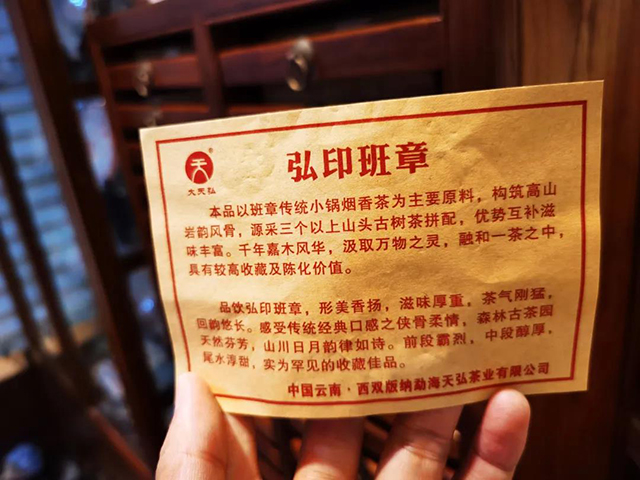 弘印班章
大天弘
本品以班章传统小锅烟香茶为主要原料，构筑高山
岩韵风骨，源采三个以上山头古树茶拼配，优势互补滋
味丰富。千年嘉木风华，汲取万物之灵，融和一茶之中，
具有较高收藏及陈化价值。
品饮弘印班章，形美香扬，滋味厚重，茶气刚猛，
回韵悠长。感受传统经典口感之侠骨柔情，森林古茶园
天然芬芳，山川日月韵律如诗。前段霸烈，中段醇厚，
尾水淳甜，实为罕见的收藏佳品。
中国云南·西双版纳勐海天弘茶业有限公司